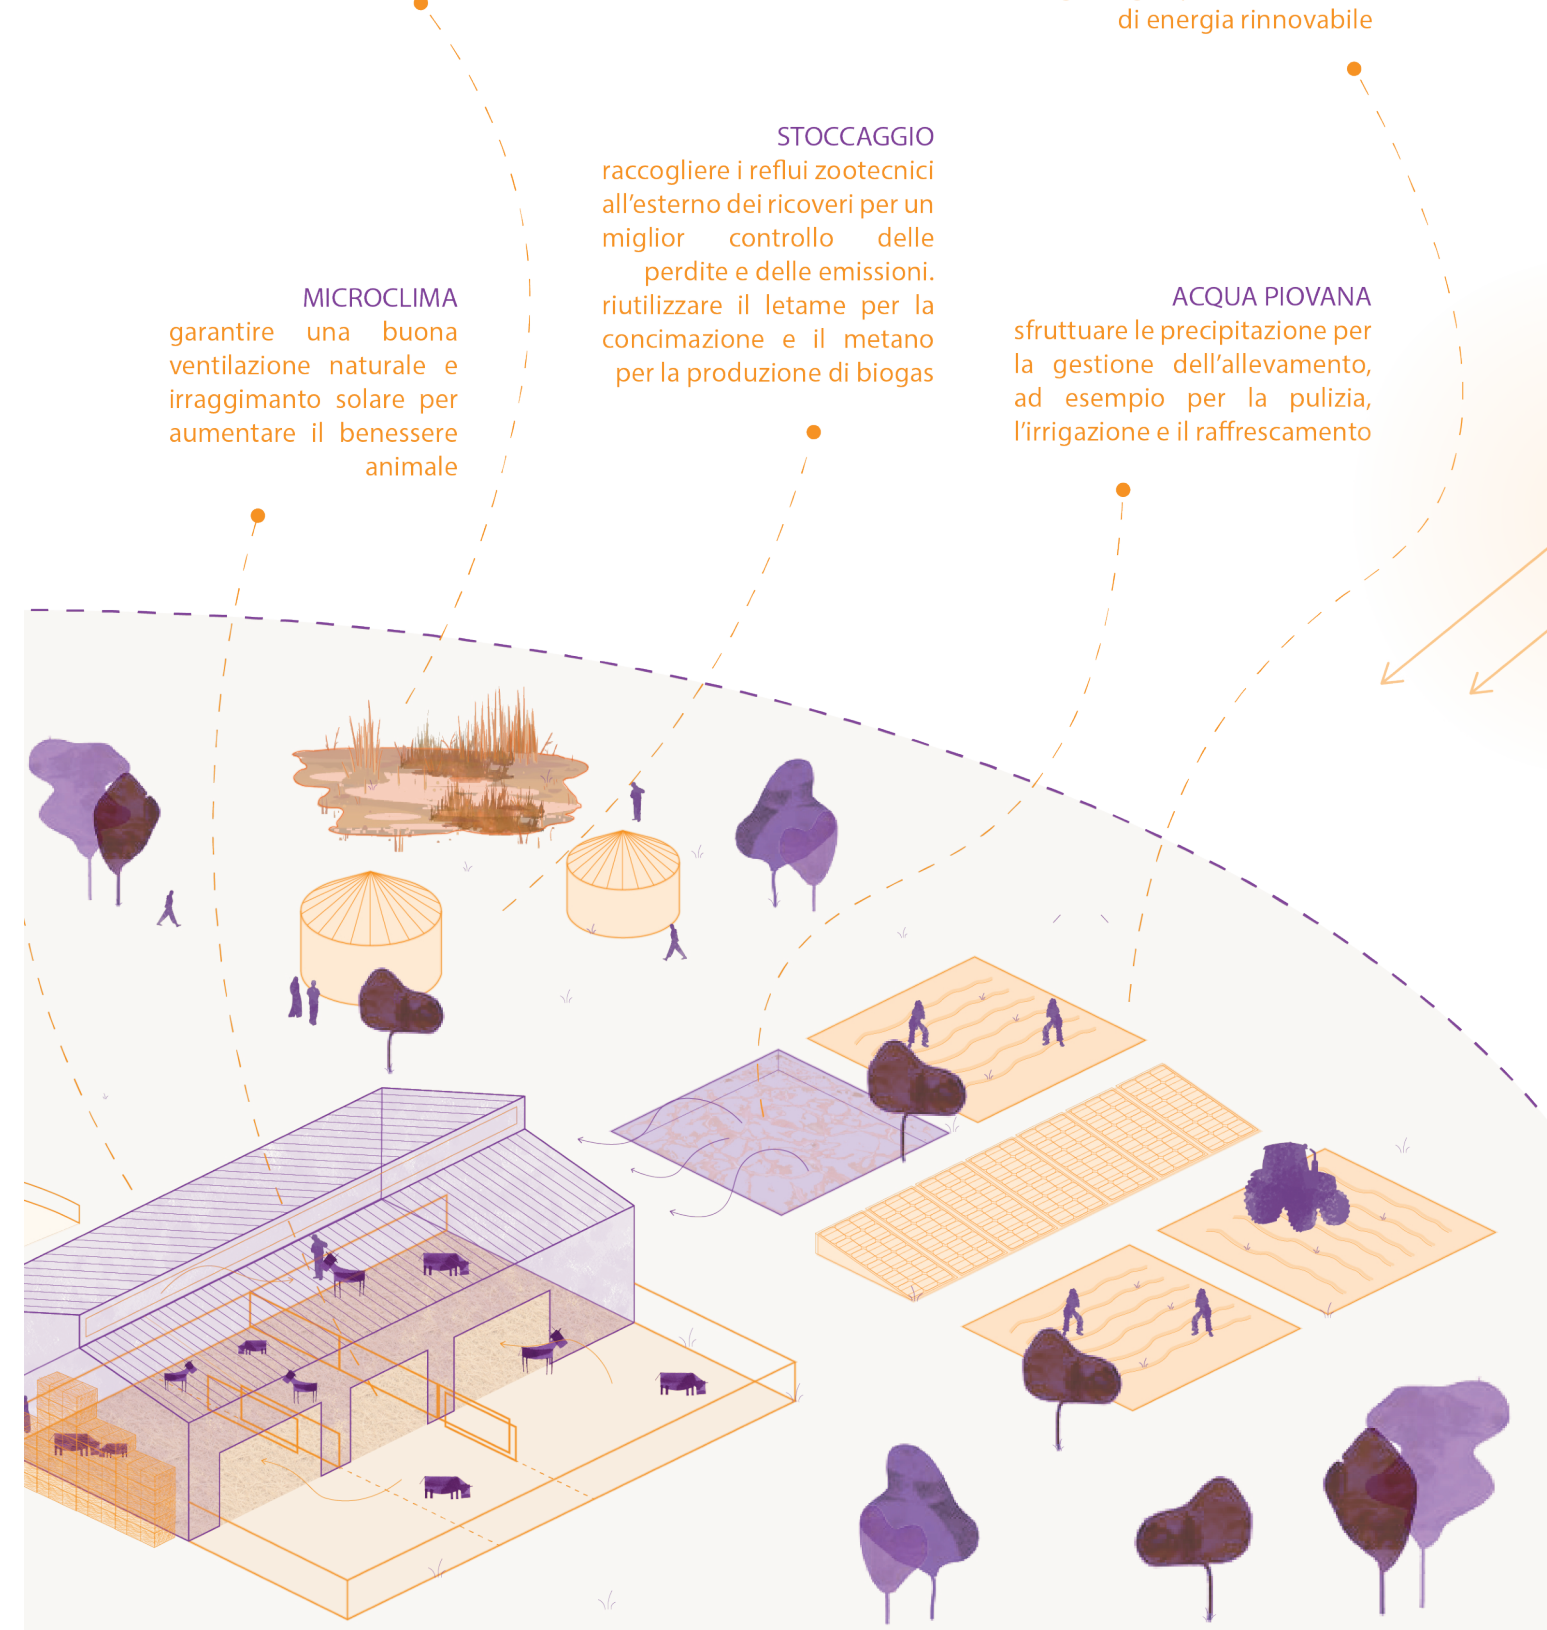 di energia rinnovabile
STOCCAGGIO
raccogliere i reflui zootecnici
all'esterno dei ricoveri per un
miglior controllo delle
perdite e delle emissioni.
riutilizzare il letame per la
concimazione e il metano
per la produzione di biogas
MICROCLIMA
garantire una buona
ventilazione naturale e
irraggimanto solare per
aumentare il benessere
animale
ACQUA PIOVANA
sfruttuare le precipitazione per
la gestione dell'allevamento,
ad esempio per la pulizia,
l'irrigazione e il raffrescamento